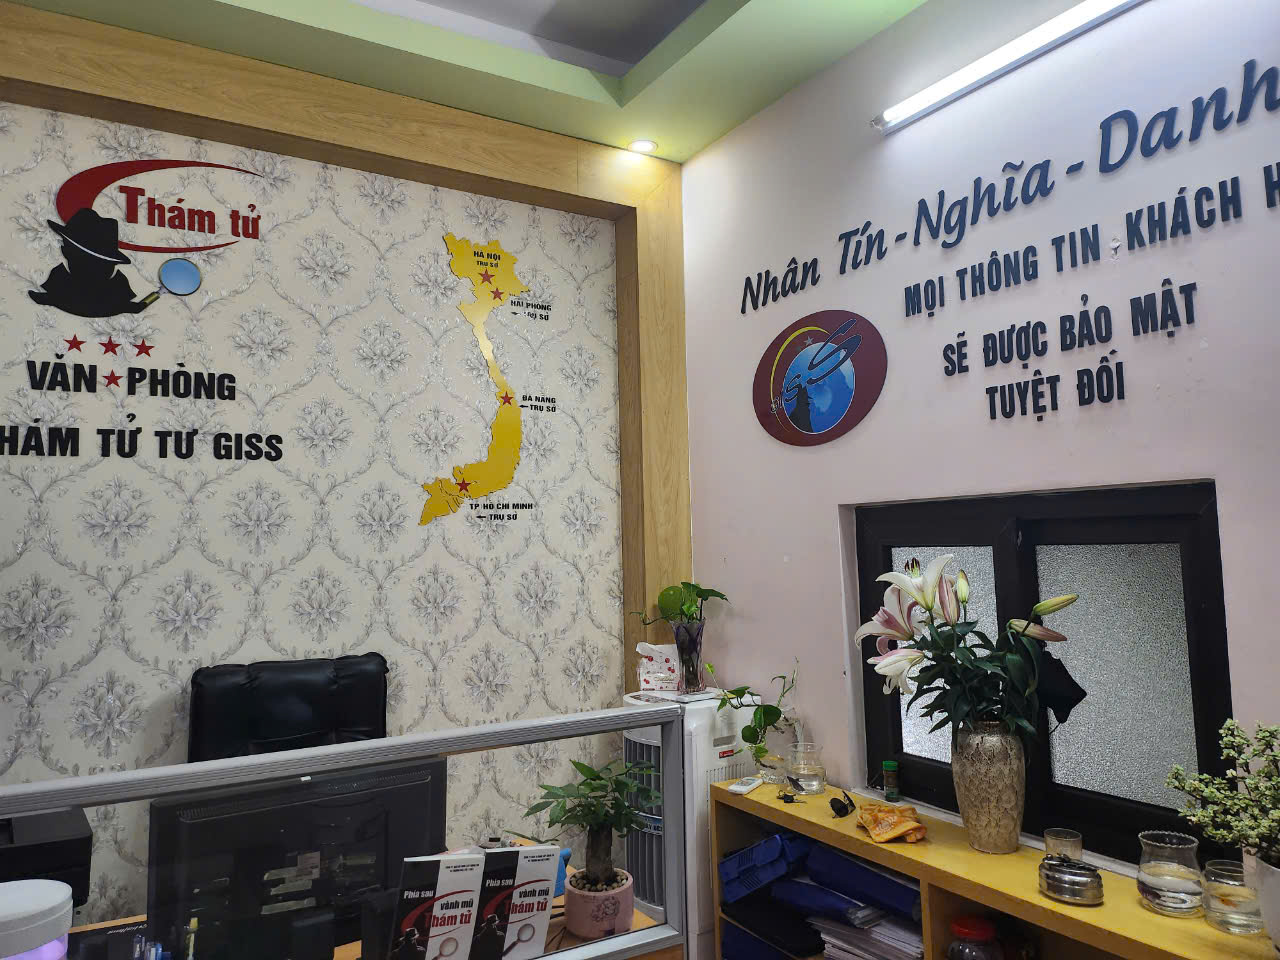 Thám tử
VĂN PHÒNG
HÁM TỬ TƯ GISS
HÀ NỘI
TRỤ SỞ
HẢI PHÒNG
TRỤ SỞ
ĐÀ NẴNG
TRỤ SỞ
TP HỒ CHÍ MINH
TRỤ SỞ
Nhân Tín - Nghĩa - Danh
MỌI THÔNG TIN KHÁCH H
SẼ ĐƯỢC BẢO MẬT
TUYỆT ĐỐI
Phía sau
vành mũ
Thám tử
Phía sau
vành mũ
Thám tử